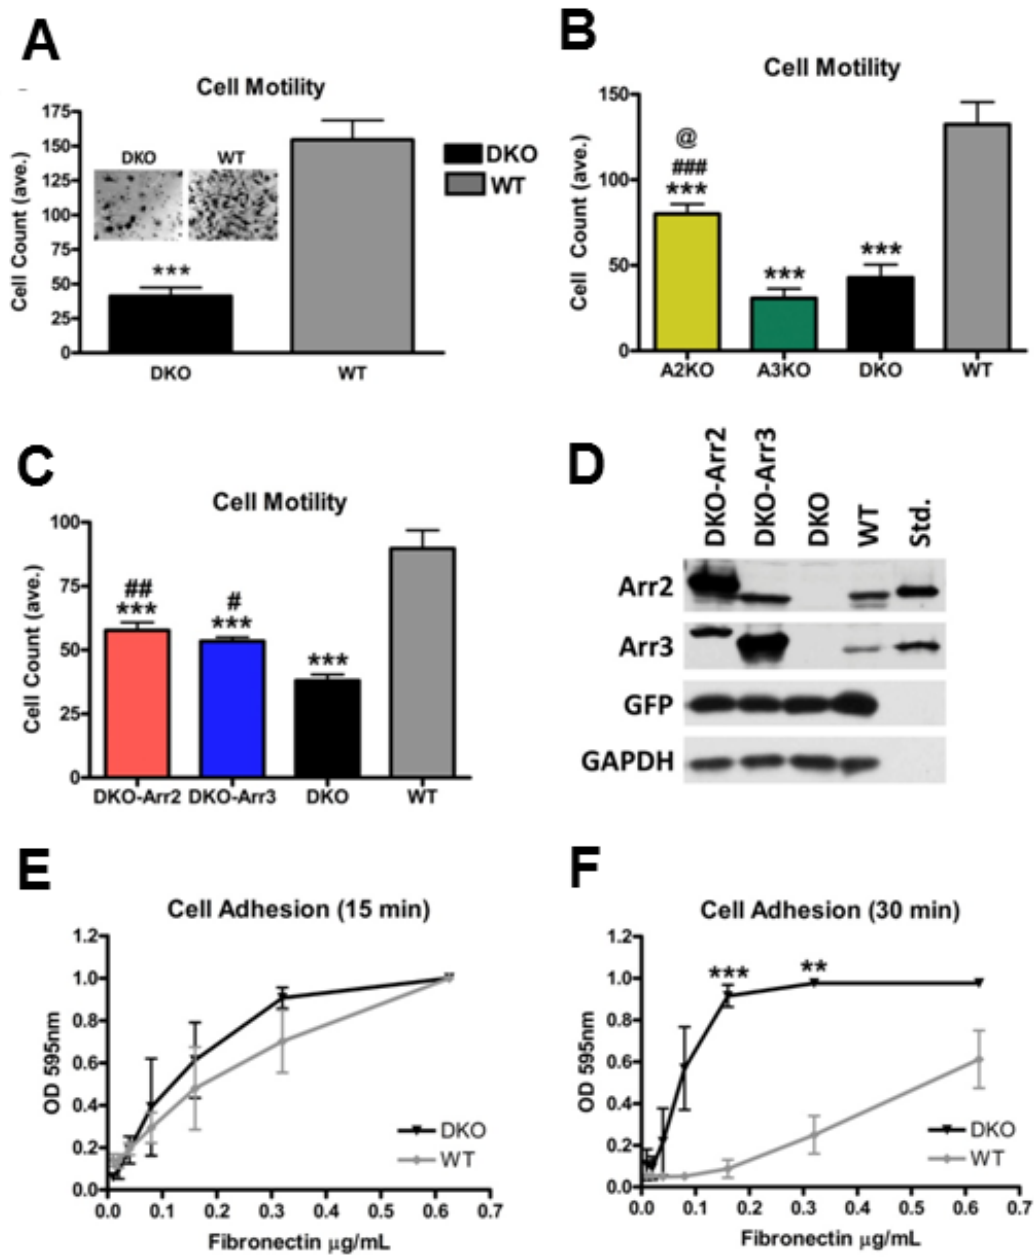 A
Cell Motility
Cell Count (ave.)
175
150
125
100
75
50
25
0
DKO
WT
***
DKO
WT
DKO
WT
B
Cell Motility
Cell Count (ave.)
150
100
50
0
@
###
***
***
***
A2KO
A3KO
DKO
WT
C
Cell Motility
Cell Count (ave.)
100
75
50
25
0
##
***
#
***
***
DKO-Arr2
DKO-Arr3
DKO
WT
D
DKO-Arr2
DKO-Arr3
DKO
WT
Std.
Arr2
Arr3
GFP
GAPDH
E
Cell Adhesion (15 min)
OD 595nm
1.2
1.0
0.8
0.6
0.4
0.2
0.0
DKO
WT
0.0 0.1 0.2 0.3 0.4 0.5 0.6 0.7
Fibronectin μg/mL
F
Cell Adhesion (30 min)
OD 595nm
1.2
1.0
0.8
0.6
0.4
0.2
0.0
***
**
DKO
WT
0.0 0.1 0.2 0.3 0.4 0.5 0.6 0.7
Fibronectin μg/mL